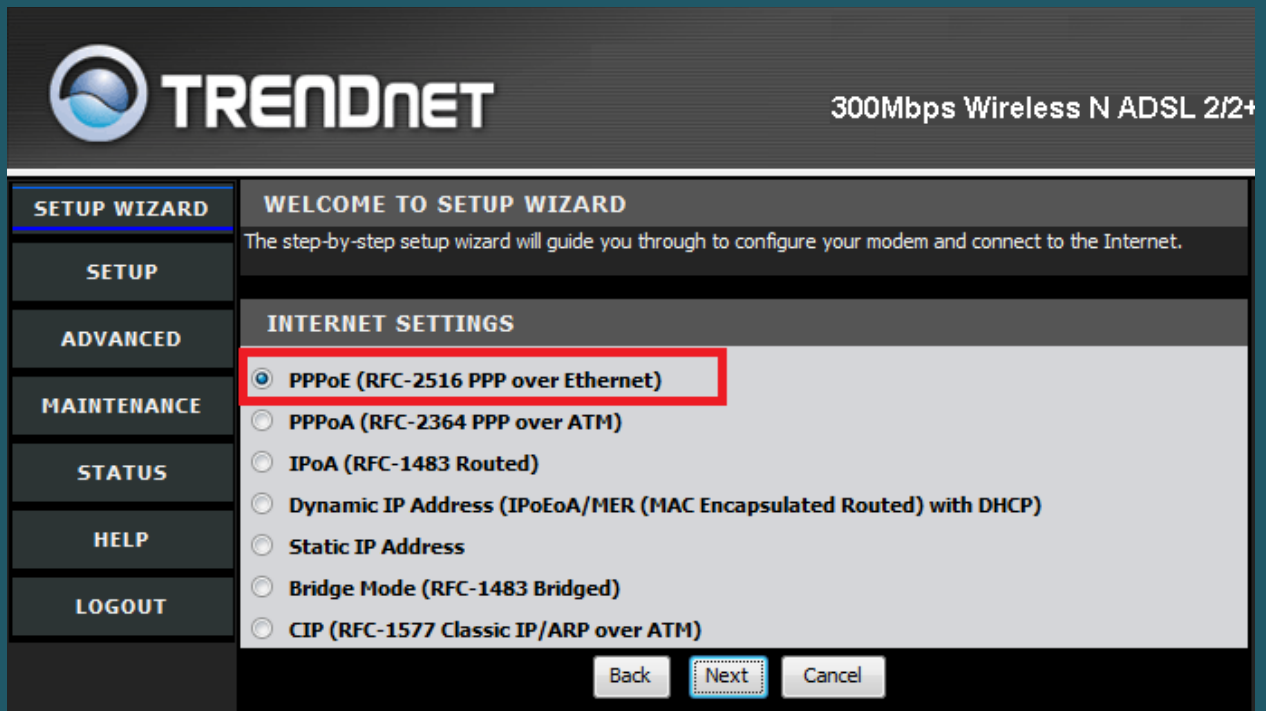 TRENDNET
300Mbps Wireless N ADSL 2/2+
SETUP WIZARD
SETUP
ADVANCED
MAINTENANCE
STATUS
HELP
LOGOUT
WELCOME TO SETUP WIZARD
The step-by-step setup wizard will guide you through to configure your modem and connect to the Internet.
INTERNET SETTINGS
PPPoE (RFC-2516 PPP over Ethernet)
PPPoA (RFC-2364 PPP over ATM)
IPoA (RFC-1483 Routed)
Dynamic IP Address (IPoEoA/MER (MAC Encapsulated Routed) with DHCP)
Static IP Address
Bridge Mode (RFC-1483 Bridged)
CIP (RFC-1577 Classic IP/ARP over ATM)
Back Next Cancel